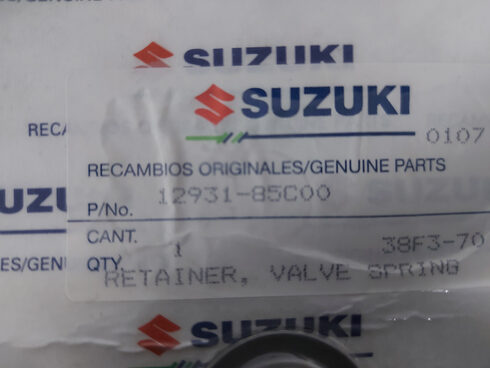 SUZUKI
SUZUKI
0107
RECAMBIOS ORIGINALES/GENUINE PARTS
P/No. 12931-85C00
CANT. 1 38F3-70
QTY.
RETAINER, VALVE SPRING
SUZUKI